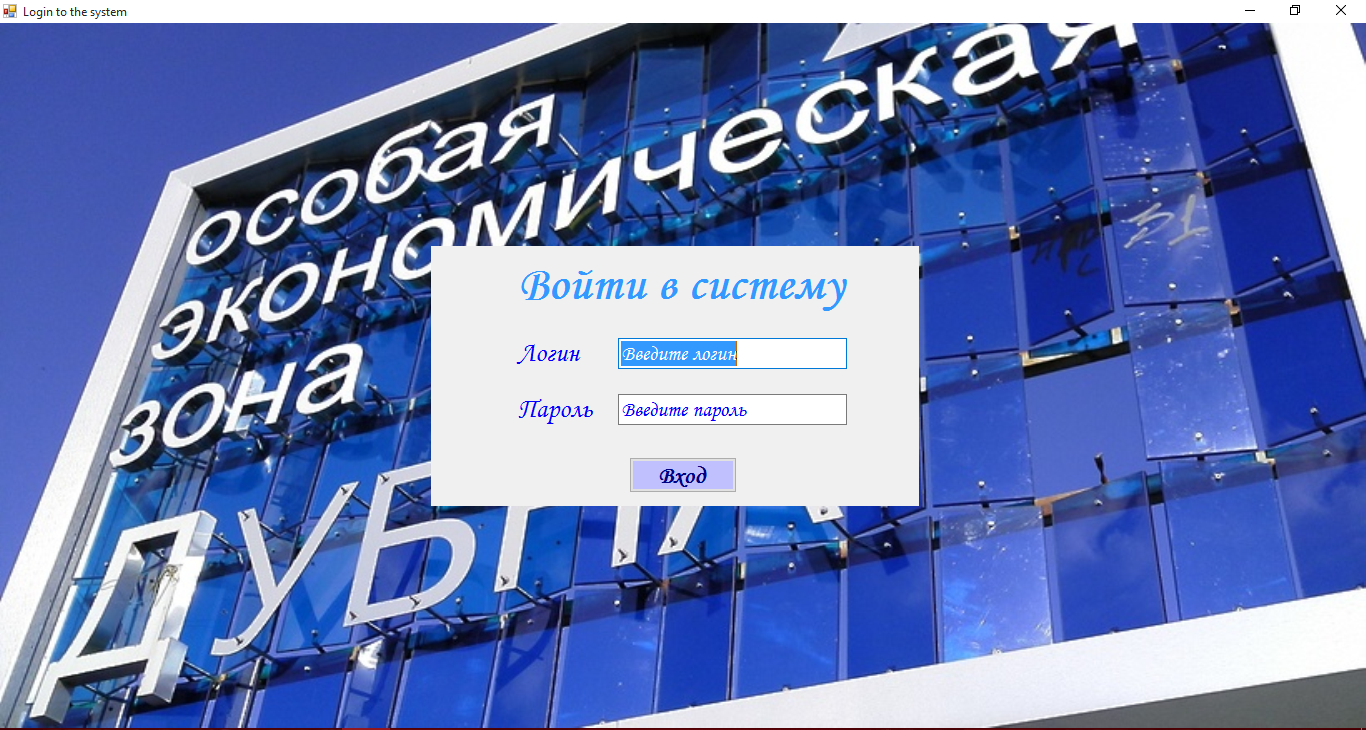 Login to the system
особая
экономическая
зона
Войти в систему
Логин
Введите логин
Пароль
Введите пароль
Вход